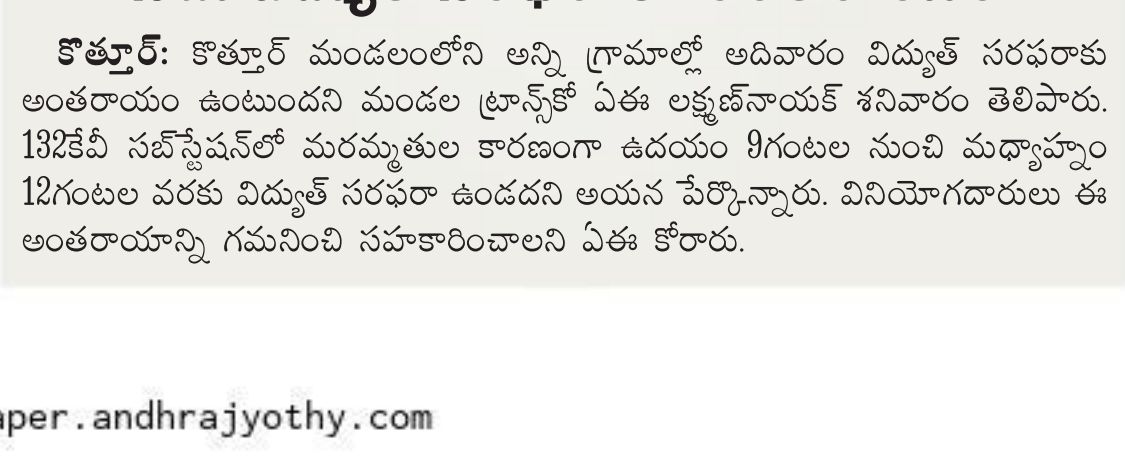 కొత్తూర్: కొత్తూర్ మండలంలోని అన్ని గ్రామాల్లో అదివారం విద్యుత్ సరఫరాకు
అంతరాయం ఉంటుందని మండల ట్రాన్స్‌కో ఏఈ లక్ష్మణ్‌నాయక్ శనివారం తెలిపారు.
132కేవీ సబ్‌స్టేషన్‌లో మరమ్మతుల కారణంగా ఉదయం 9గంటల నుంచి మధ్యాహ్నం
12గంటల వరకు విద్యుత్ సరఫరా ఉండదని అయన పేర్కొన్నారు. వినియోగదారులు ఈ
అంతరాయాన్ని గమనించి సహకారించాలని ఏఈ కోరారు.
aper.andhrajyothy.com